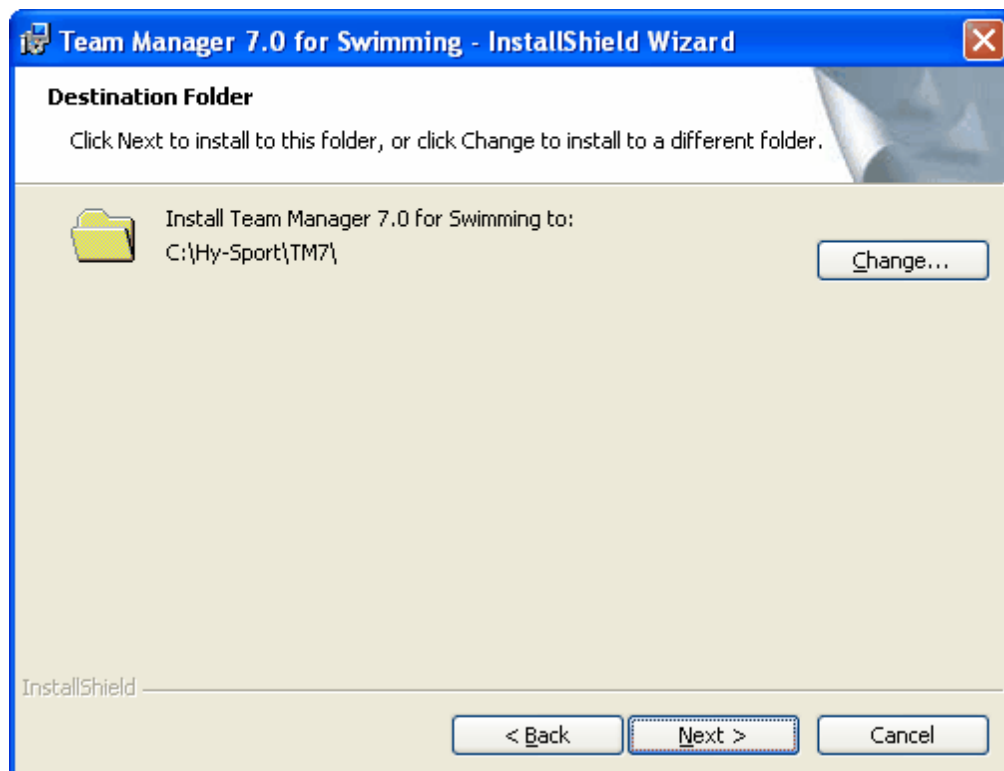 Team Manager 7.0 for Swimming - InstallShield Wizard
Destination Folder
Click Next to install to this folder, or click Change to install to a different folder.
Install Team Manager 7.0 for Swimming to:
C:\Hy-Sport\TM7\
Change...
InstallShield
< Back
Next >
Cancel